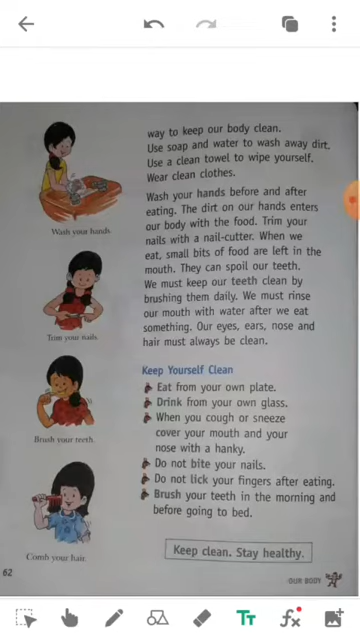 way to keep our body clean.
Use soap and water to wash away dirt.
Use a clean towel to wipe yourself.
Wear clean clothes.
Wash your hands before and after
eating. The dirt on our hands enters
our body with the food. Trim your
nails with a nail-cutter. When we
eat, small bits of food are left in the
mouth. They can spoil our teeth.
We must keep our teeth clean by
brushing them daily. We must rinse
our mouth with water after we eat
something. Our eyes, ears, nose and
hair must always be clean.
Wash your hands.
Trim your nails.
Brush your teeth.
Comb your hair.
Keep Yourself Clean
Eat from your own plate.
Drink from your own glass.
When you cough or sneeze
cover your mouth and your
nose with a hanky.
Do not bite your nails.
Do not lick your fingers after eating.
Brush your teeth in the morning and
before going to bed.
Keep clean. Stay healthy.
62
OUR BODY
TT
fx